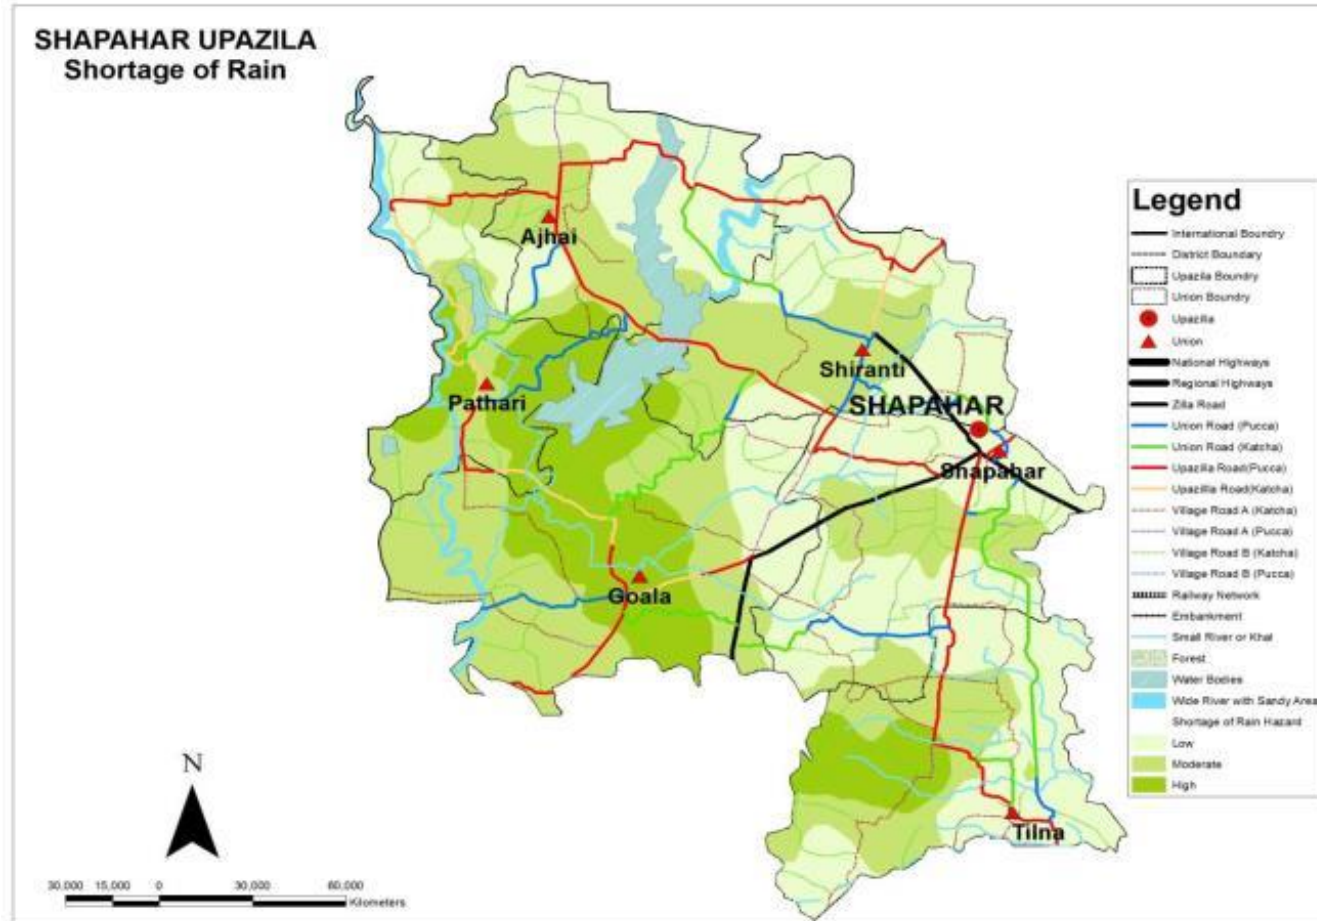 SHAPAHAR UPAZILA
Shortage of Rain
Ajhai
Shiranti
Pathari
SHAPAHAR
Shapahar
Goala
Tilna
N
30,000 15,000 0 30,000 60,000
Kilometers
Legend
International Boundry
District Boundary
Upazila Boundry
Union Boundry
Upazilla
Union
National Highways
Regional Highways
Zilla Road
Union Road (Pucca)
Union Road (Katcha)
Upazilla Road(Pucca)
Upazillla Road(Katcha)
Village Road A (Katcha)
Village Road A (Pucca)
Village Road B (Katcha)
Village Road B (Pucca)
Railway Network
Embankment
Small River or Khal
Forest
Water Bodies
Wide River with Sandy Area
Shortage of Rain Hazard
Low
Moderate
High